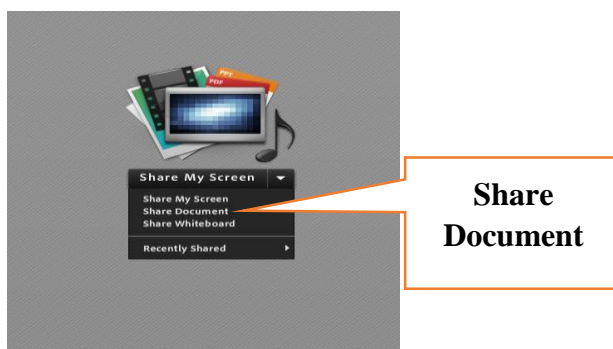 PPT
PDF
Share My Screen
Share My Screen
Share Document
Share Whiteboard
Recently Shared
Share
Document